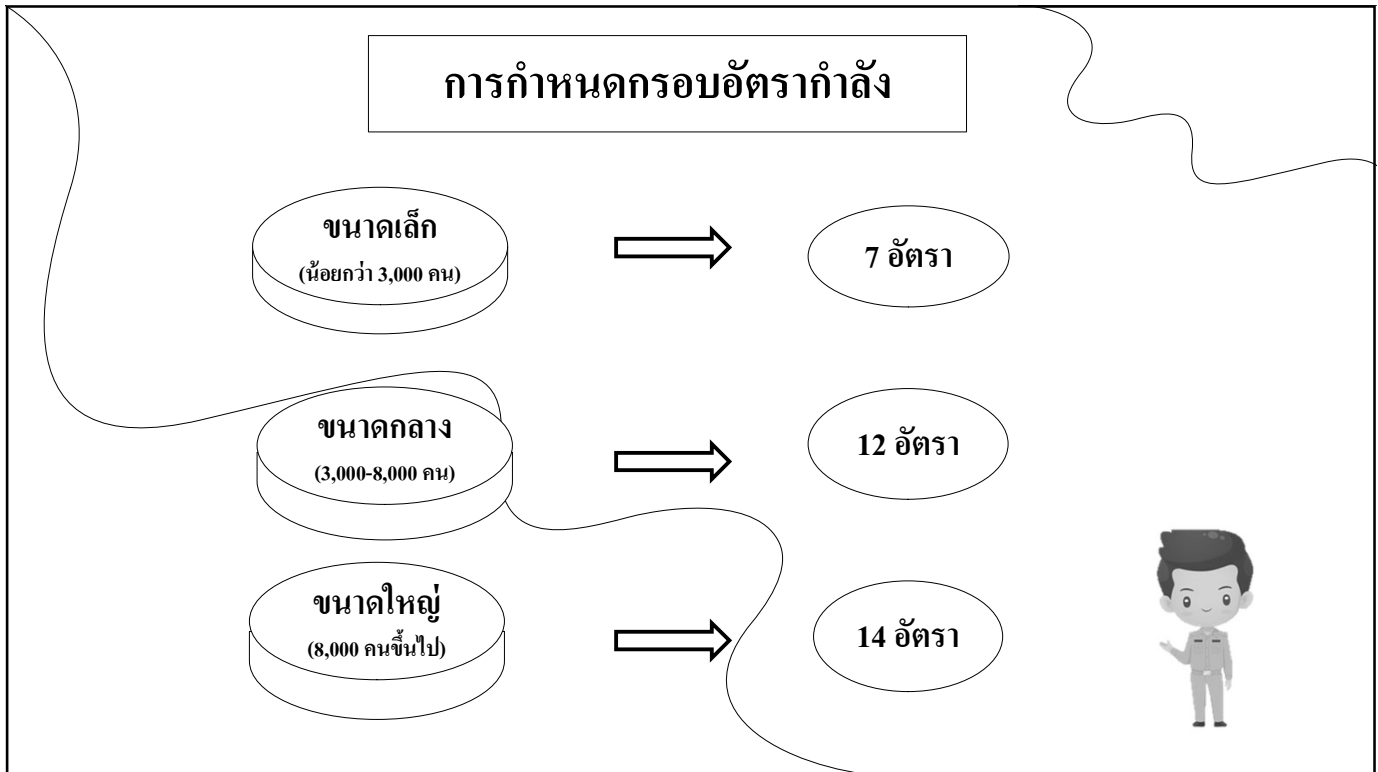 การกำหนดกรอบอัตรากำลัง
ขนาดเล็ก
(น้อยกว่า 3,000 คน)
7 อัตรา
ขนาดกลาง
(3,000-8,000 คน)
12 อัตรา
ขนาดใหญ่
(8,000 คนขึ้นไป)
14 อัตรา